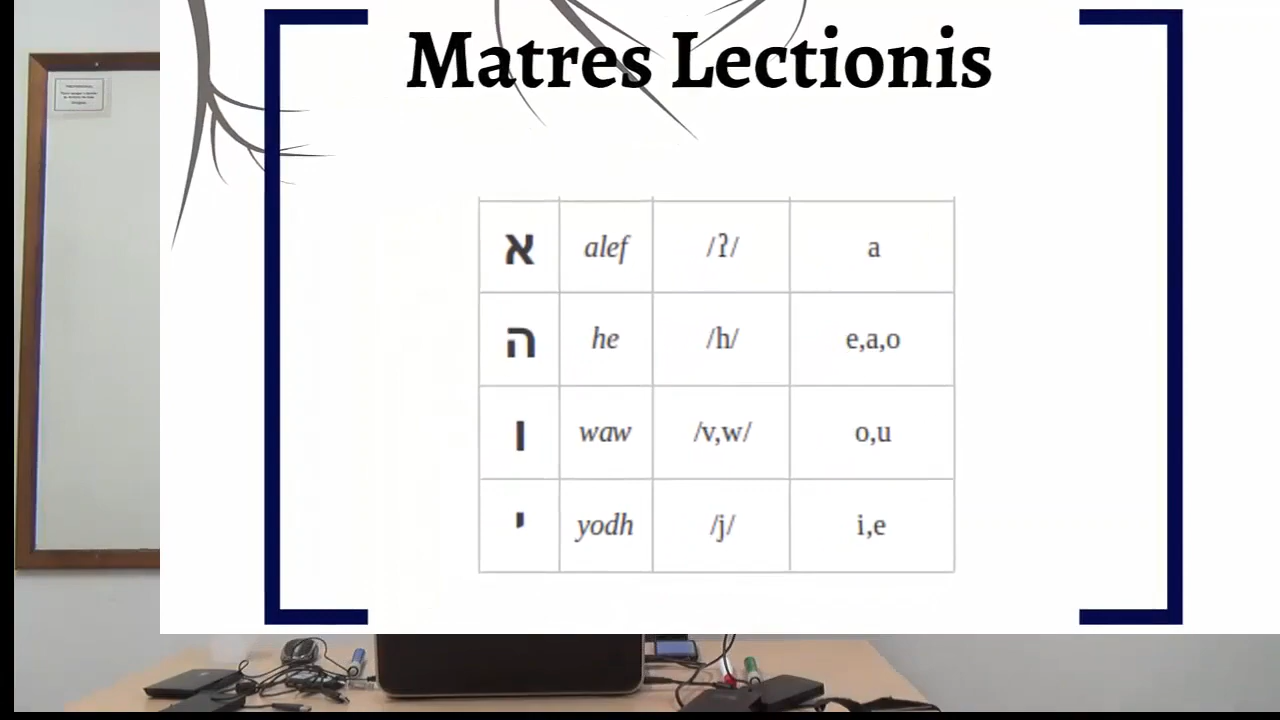 Matres Lectionis
א alef /ʔ/ a
ה he /h/ e,a,o
ו waw /v,w/ o,u
י yodh /j/ i,e